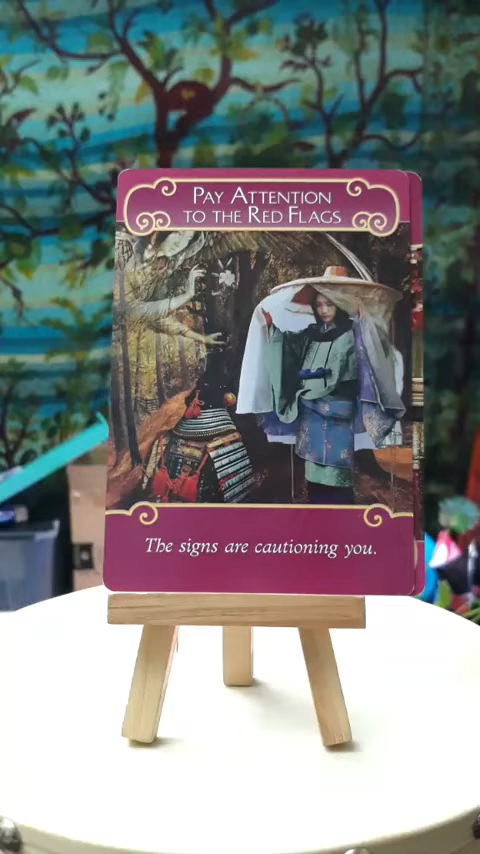 PAY ATTENTION
TO THE RED FLAGS
The signs are cautioning you.